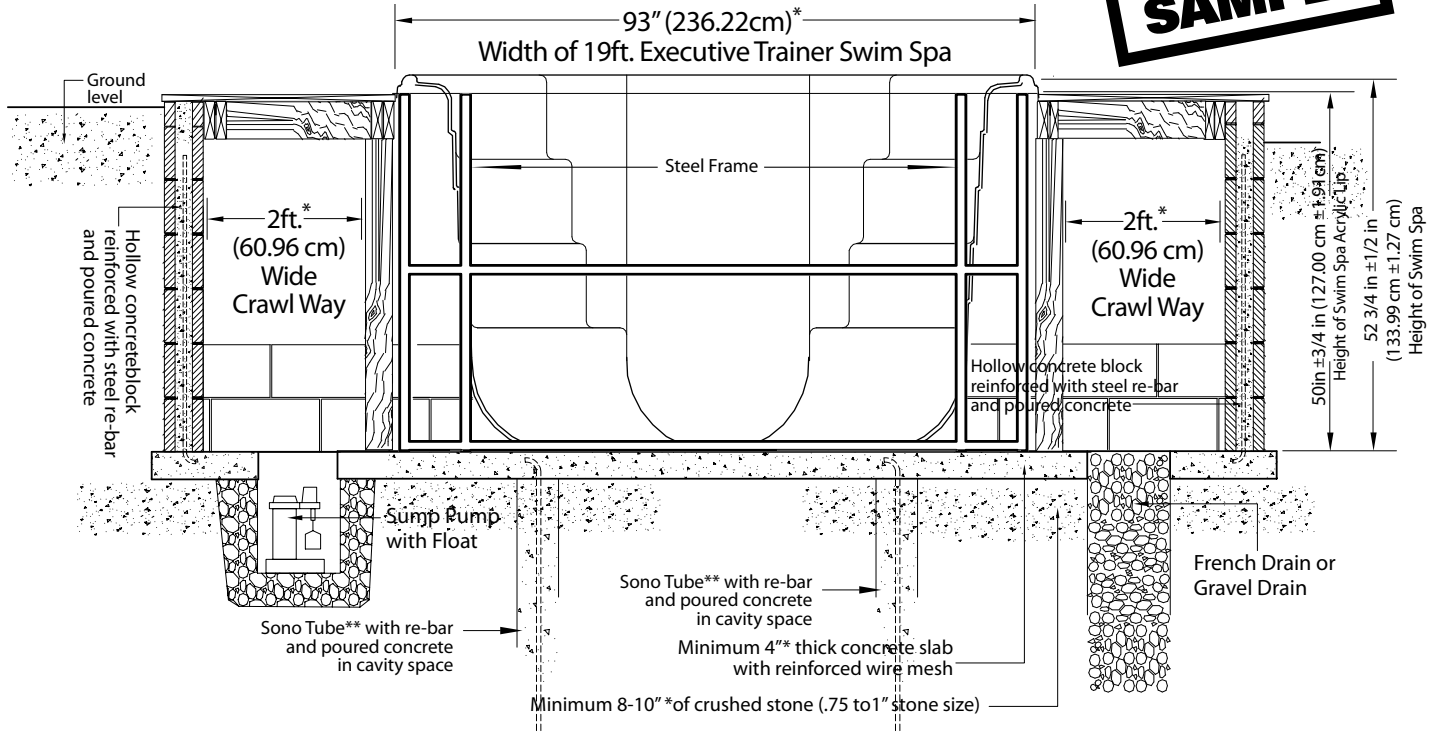 93” (236.22cm)*
Width of 19ft. Executive Trainer Swim Spa
Ground
level
Steel Frame
2ft.*
(60.96 cm)
Wide
Crawl Way
2ft.*
(60.96 cm)
Wide
Crawl Way
Hollow concreteblock
reinforced with steel re-bar
and poured concrete
Hollow concrete block
reinforced with steel re-bar
and poured concrete
50in ±3/4 in (127.00 cm ±1.91 cm)
Height of Swim Spa Acrylic Lip
52 3/4 in ±1/2 in
(133.99 cm ±1.27 cm)
Height of Swim Spa
Sump Pump
with Float
Sono Tube** with re-bar
and poured concrete
in cavity space
Sono Tube** with re-bar
and poured concrete
in cavity space
Minimum 4”* thick concrete slab
with reinforced wire mesh
Minimum 8-10” *of crushed stone (.75 to1” stone size)
French Drain or
Gravel Drain